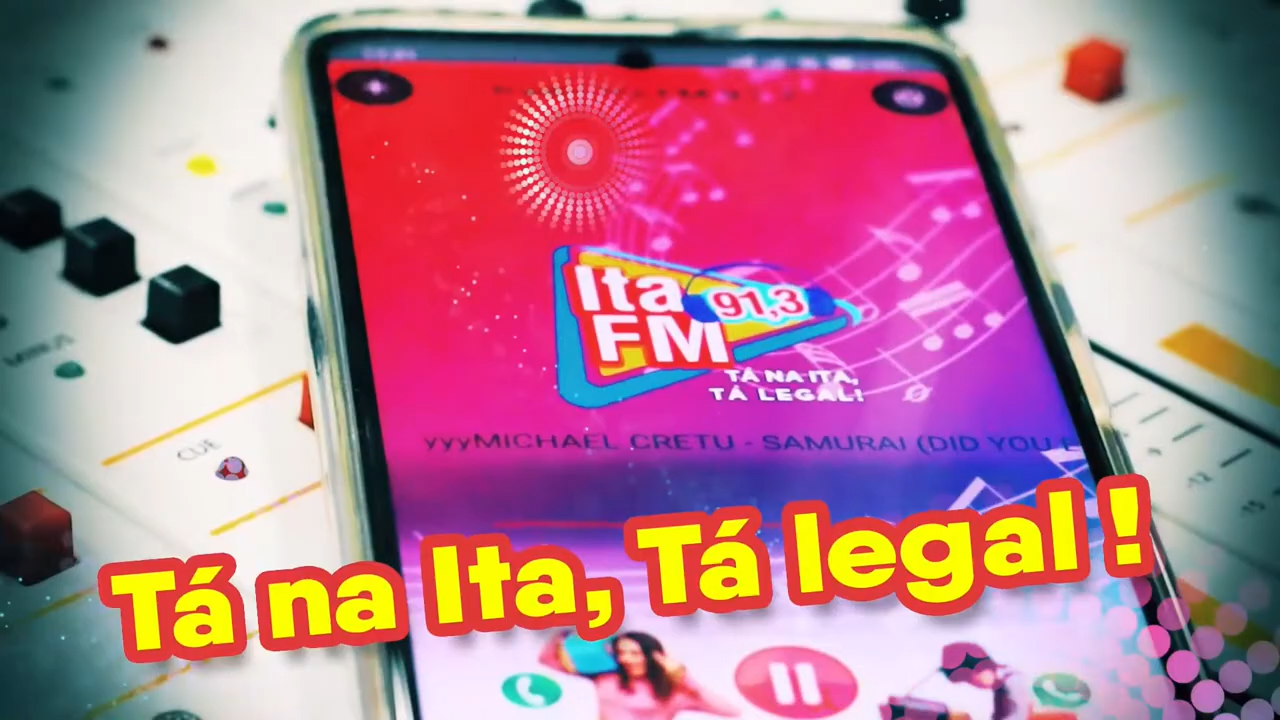 Ita
91,3
FM
TÁ NA ITA,
TÁ LEGAL!
yyyMICHAEL CRETU - SAMURAI (DID YOU
CUE
Tá na Ita, Tá legal !